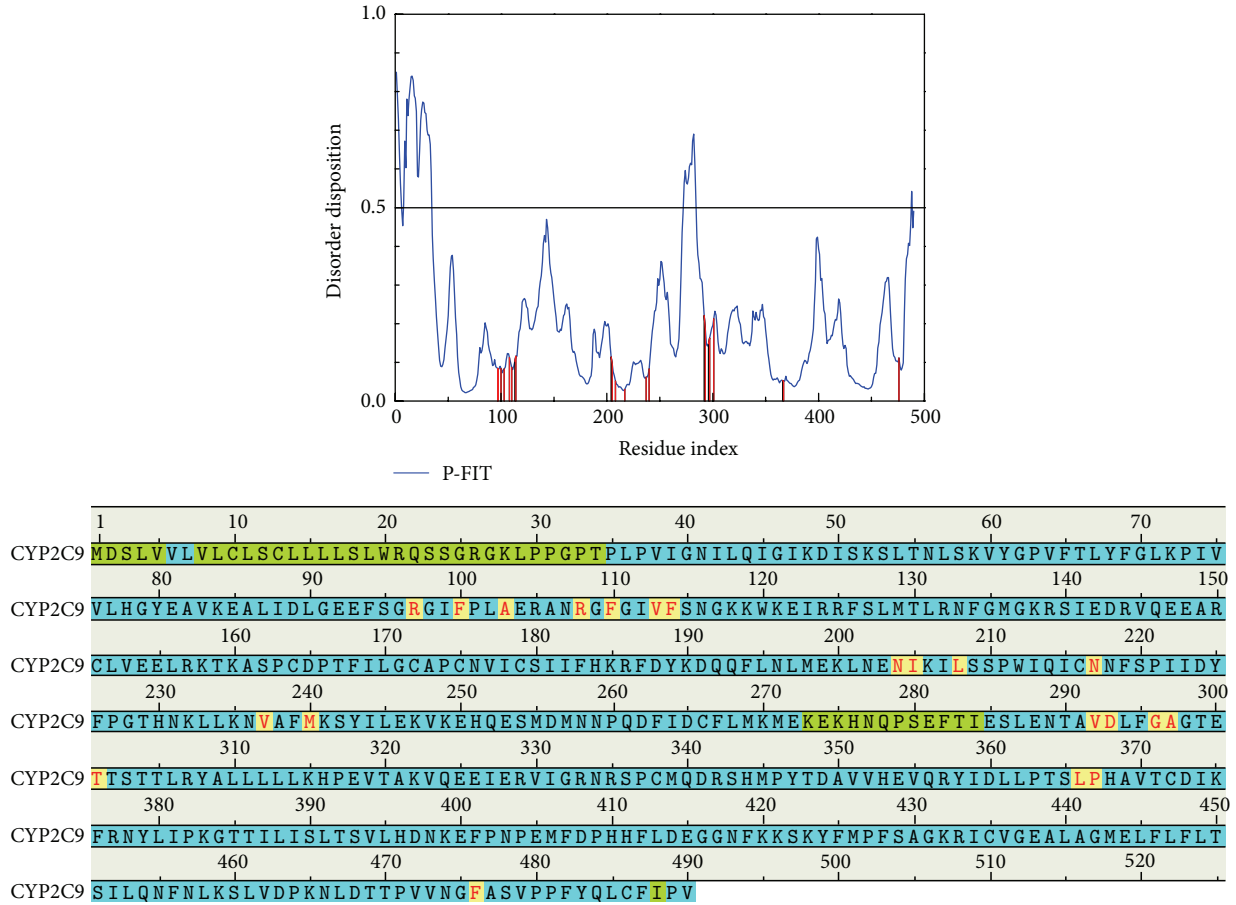 1.0
0.5
0.0
Disorder disposition
0 100 200 300 400 500
Residue index
P-FIT
1 10 20 30 40 50 60 70
CYP2C9 MDSLVVLVLCLSCLLLLSLWRQSSGRGKLPPGPTPLPVIGNILQIGIKDISKSLTNLSKVYGPVFTLYFGLKPIV
80 90 100 110 120 130 140 150
CYP2C9 VLHGYEAVKEALIDLGEEFSGRGIFPLAERANRGFGIVFSNGKKWKEIRRFSLMTLRNFGMGKRSIEDRVQEEAR
160 170 180 190 200 210 220
CYP2C9 CLVEELRKTKASPCDPTFILGCAPCNVICSIIFHKRFDYKDQQFLNLMEKLNENIKILSSPWIQICNNFSPIIDY
230 240 250 260 270 280 290 300
CYP2C9 FPGTHNKLLKNVAFMKSYILEKVKEHQESMDMNNPQDFIDCFLMKMEKEKHNQPSEFTIESLENTAVDLFGAGTE
310 320 330 340 350 360 370
CYP2C9 TTSTTLRYALLLLLKHPEVTAKVQEEIERVIGRNRSPCMQDRSHMPYTDAVVHEVQRYIDLLPTSLPHAVTCDIK
380 390 400 410 420 430 440 450
CYP2C9 FRNYLIPKGTTILISLTSVLHDNKEFPNPEMFDPHHFLDEGGNFKKSKYFMPFSAGKRICVGEALAGMELFLFLT
460 470 480 490 500 510 520
CYP2C9 SILQNFNLKSLVDPKNLDTTPVVNGFASVPPFYQLCFIPV